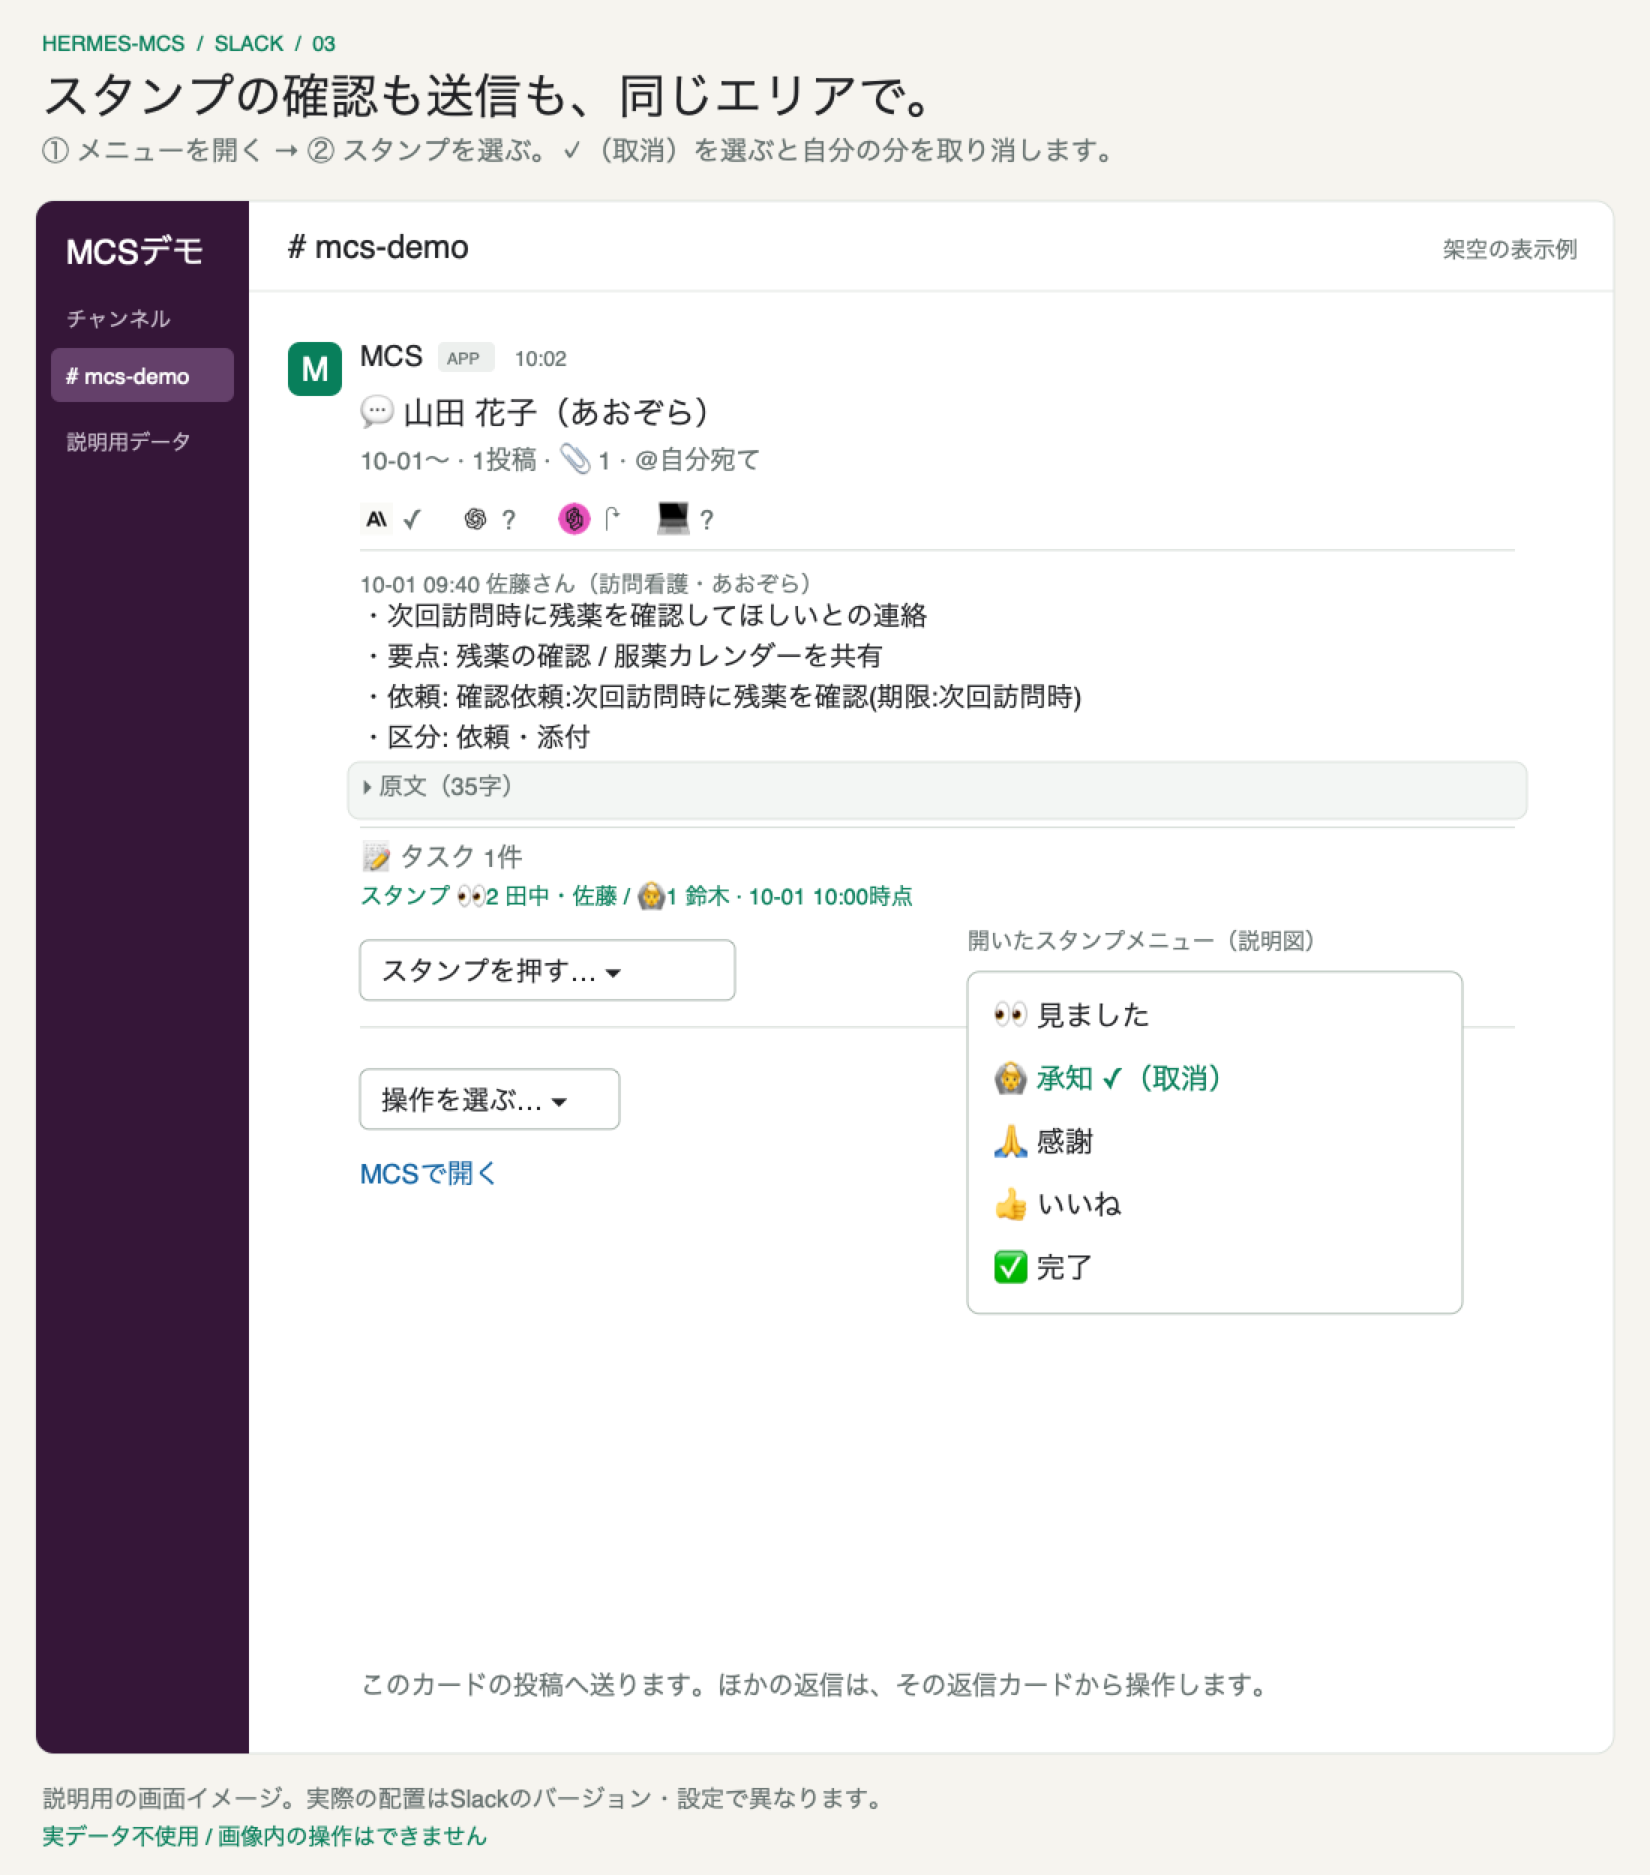 HERMES-MCS / SLACK / 03
スタンプの確認も送信も、同じエリアで。
① メニューを開く → ② スタンプを選ぶ。✓（取消）を選ぶと自分の分を取り消します。
MCSデモ
チャンネル
# mcs-demo
説明用データ
# mcs-demo
架空の表示例
M
MCS APP 10:02
山田 花子（あおぞら）
10-01〜 · 1投稿 · 📎 1 · @自分宛て
A\ ✓ ? ?
10-01 09:40 佐藤さん（訪問看護・あおぞら）
・次回訪問時に残薬を確認してほしいとの連絡
・要点: 残薬の確認 / 服薬カレンダーを共有
・依頼: 確認依頼:次回訪問時に残薬を確認(期限:次回訪問時)
・区分: 依頼・添付
▸原文（35字）
📝 タスク 1件
スタンプ 👀2 田中・佐藤 / 🙆1 鈴木 · 10-01 10:00時点
スタンプを押す... ▾
操作を選ぶ... ▾
MCSで開く
開いたスタンプメニュー（説明図）
👀 見ました
🙆 承知 ✓（取消）
🙏 感謝
👍 いいね
✅ 完了
このカードの投稿へ送ります。ほかの返信は、その返信カードから操作します。
説明用の画面イメージ。実際の配置はSlackのバージョン・設定で異なります。
実データ不使用 / 画像内の操作はできません